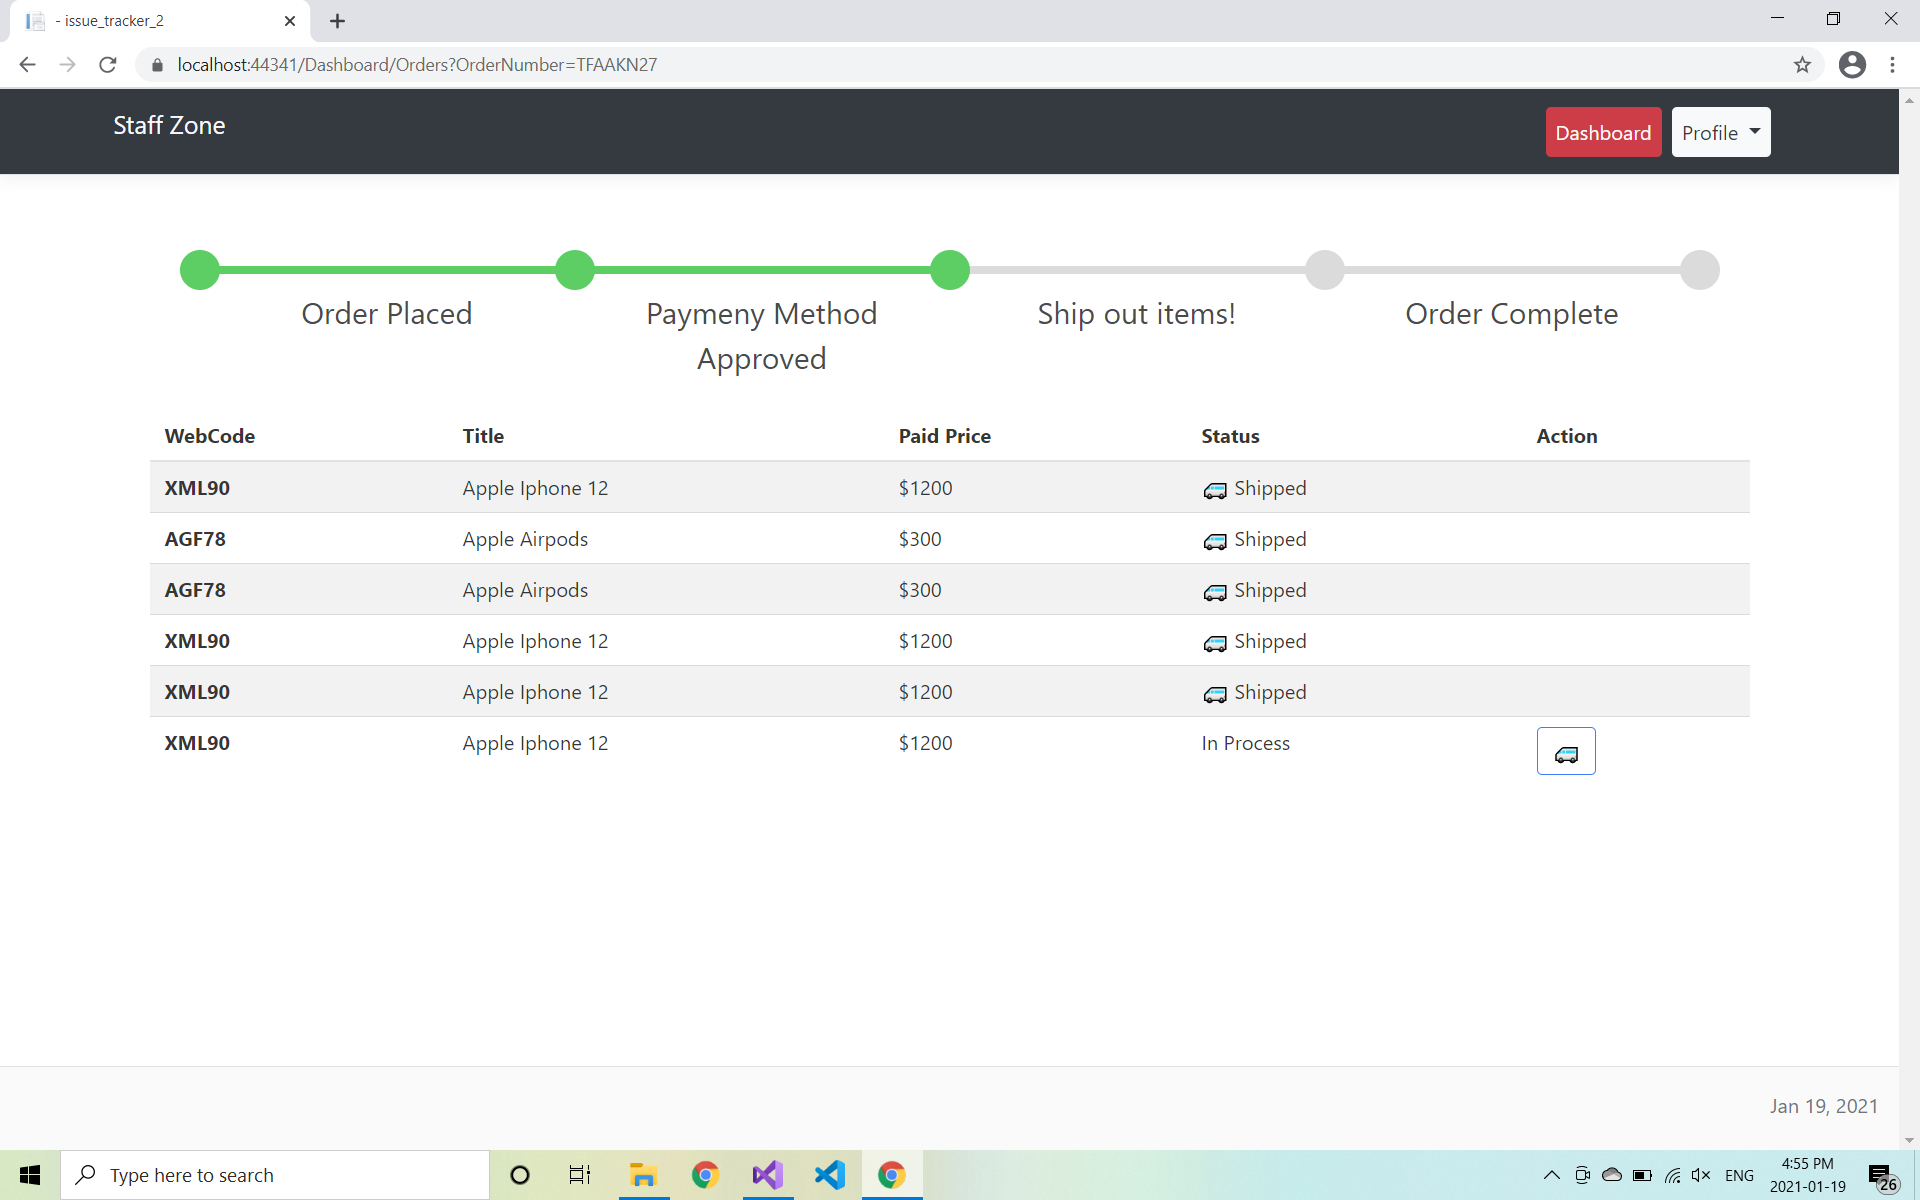 - issue_tracker_2
localhost:44341/Dashboard/Orders?OrderNumber=TFAAKN27
Staff Zone
Dashboard
Profile
Order Placed
Paymeny Method
Approved
Ship out items!
Order Complete
WebCode Title Paid Price Status Action
XML90 Apple Iphone 12 $1200 Shipped
AGF78 Apple Airpods $300 Shipped
AGF78 Apple Airpods $300 Shipped
XML90 Apple Iphone 12 $1200 Shipped
XML90 Apple Iphone 12 $1200 Shipped
XML90 Apple Iphone 12 $1200 In Process
Jan 19, 2021
Type here to search
ENG
4:55 PM
2021-01-19
26